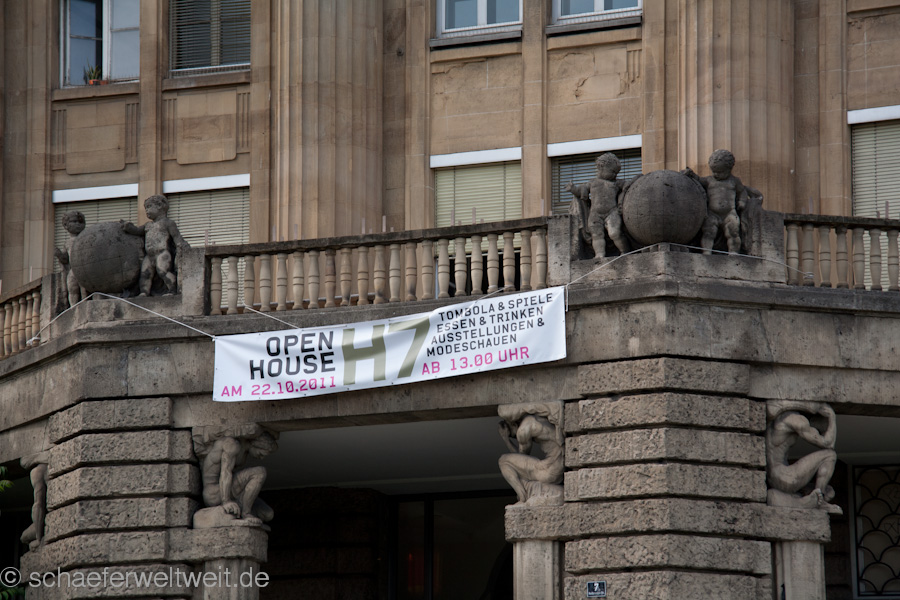 OPEN
HOUSE
H7
TOMBOLA & SPIELE
ESSEN & TRINKEN
AUSSTELLUNGEN &
MODESCHAUEN
AM 22.10.2011
AB 13.00 UHR
© schaeferweltweit.de